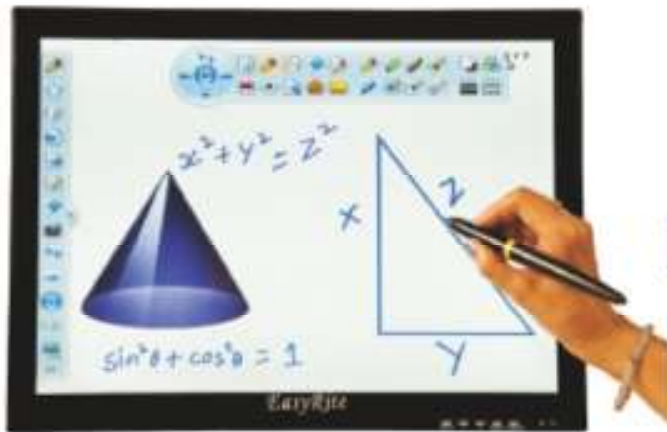 x² + y² = z²
X
Z
Y
sin²θ + cos²θ = 1
EasyRite